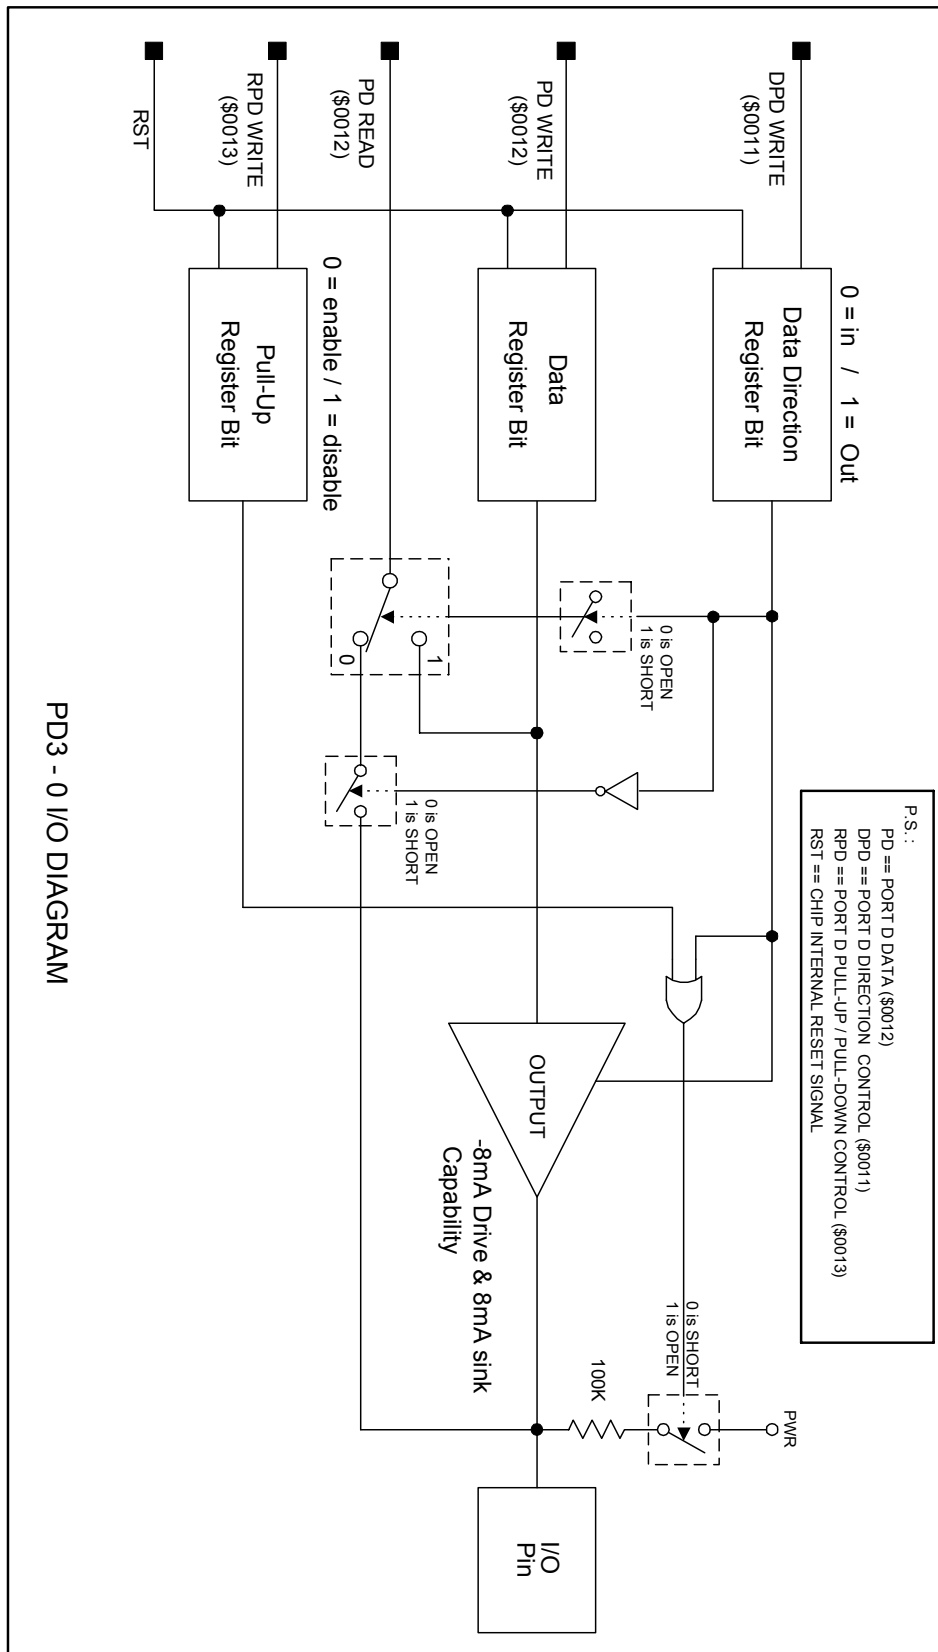 P.S. :
PD == PORT D DATA ($0012)
DPD == PORT D DIRECTION CONTROL ($0011)
RPD == PORT D PULL-UP / PULL-DOWN CONTROL ($0013)
RST == CHIP INTERNAL RESET SIGNAL
0 = in / 1 = Out
DPD WRITE
($0011)
Data Direction
Register Bit
PWR
0 is SHORT
1 is OPEN
0 is OPEN
1 is SHORT
100K
PD WRITE
($0012)
Data
Register Bit
OUTPUT
I/O
Pin
-8mA Drive & 8mA sink
Capability
1
0
0 is OPEN
1 is SHORT
PD READ
($0012)
0 = enable / 1 = disable
RPD WRITE
($0013)
Pull-Up
Register Bit
RST
PD3 - 0 I/O DIAGRAM